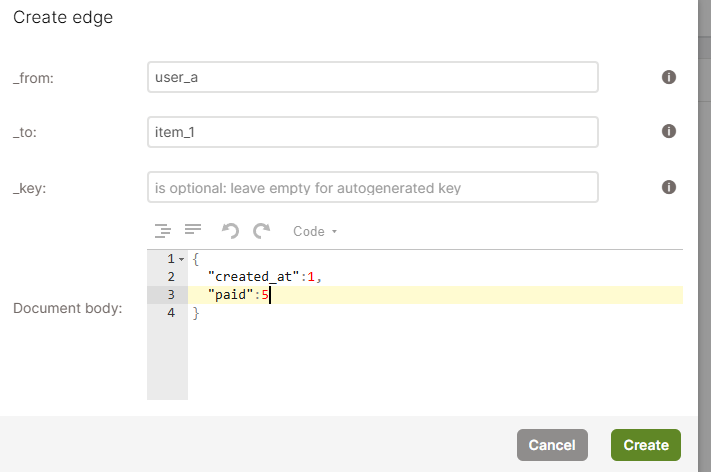 Create edge
_from:
user_a
_to:
item_1
_key:
is optional: leave empty for autogenerated key
Code
1 {
2 "created_at":1,
Document body:
3 "paid":5
4 }
Cancel
Create